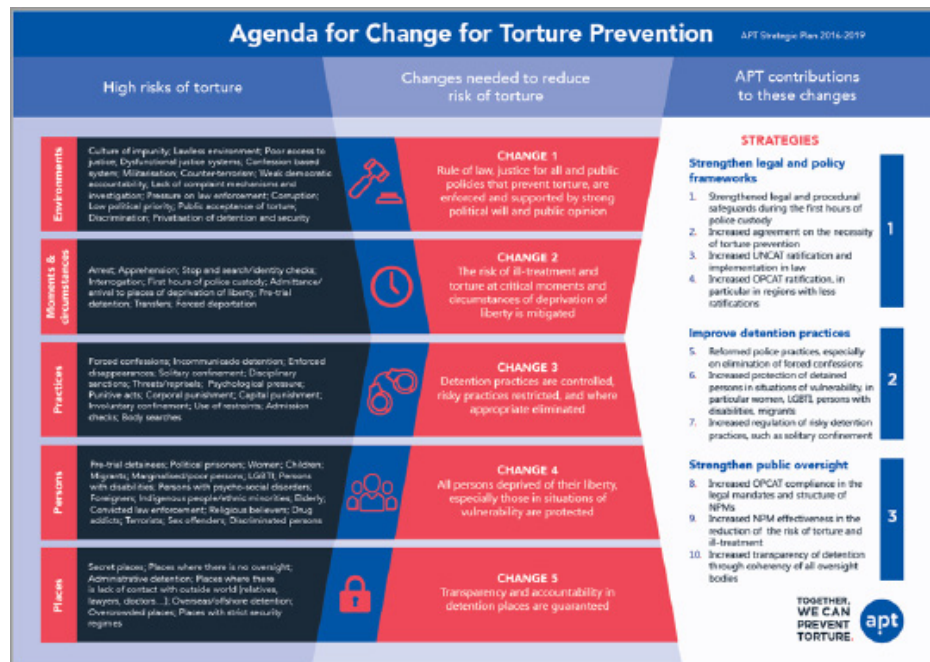 Agenda for Change for Torture Prevention
APT Strategic Plan 2016-2019
High risks of torture
Changes needed to reduce
risk of torture
APT contributions
to these changes
Environments
Culture of impunity; Lawless environment; Poor access to
justice; Dysfunctional justice systems; Confession based
system; Militarisation; Counter-terrorism; Weak democratic
accountability; Lack of complaint mechanisms and
investigation; Pressure on law enforcement; Corruption;
Low political priority; Public acceptance of torture;
Discrimination; Privatisation of detention and security
CHANGE 1
Rule of law, justice for all and public
policies that prevent torture, are
enforced and supported by strong
political will and public opinion
Moments &
circumstances
Arrest; Apprehension; Stop and search/identity checks;
Interrogation; First hours of police custody; Admittance/
arrival to places of deprivation of liberty; Pre-trial
detention; Transfers; Forced deportation
CHANGE 2
The risk of ill-treatment and
torture at critical moments and
circumstances of deprivation of
liberty is mitigated
Practices
Forced confessions; Incommunicado detention; Enforced
disappearances; Solitary confinement; Disciplinary
sanctions; Threats/reprisals; Psychological pressure;
Punitive acts; Corporal punishment; Capital punishment;
Involuntary confinement; Use of restraints; Admission
checks; Body searches
CHANGE 3
Detention practices are controlled,
risky practices restricted, and where
appropriate eliminated
Persons
Pre-trial detainees; Political prisoners; Women; Children;
Migrants; Marginalised/poor persons; LGBTI; Persons
with disabilities; Persons with psycho-social disorders;
Foreigners; Indigenous people/ethnic minorities; Elderly;
Convicted law enforcement; Religious believers; Drug
addicts; Terrorists; Sex offenders; Discriminated persons
CHANGE 4
All persons deprived of their liberty,
especially those in situations of
vulnerability are protected
Places
Secret places; Places where there is no oversight;
Administrative detention; Places where there
is lack of contact with outside world (relatives,
lawyers, doctors...); Overseas/offshore detention;
Overcrowded places; Places with strict security
regimes
CHANGE 5
Transparency and accountability in
detention places are guaranteed
STRATEGIES
Strengthen legal and policy
frameworks
1. Strengthened legal and procedural
safeguards during the first hours of
police custody
2. Increased agreement on the necessity
of torture prevention
3. Increased UNCAT ratification and
implementation in law
4. Increased OPCAT ratification, in
particular in regions with less
ratifications
1
Improve detention practices
5. Reformed police practices, especially
on elimination of forced confessions
6. Increased protection of detained
persons in situations of vulnerability, in
particular women, LGBTI, persons with
disabilities, migrants
7. Increased regulation of risky detention
practices, such as solitary confinement
2
Strengthen public oversight
8. Increased OPCAT compliance in the
legal mandates and structure of
NPMs
9. Increased NPM effectiveness in the
reduction of the risk of torture and
ill-treatment
10. Increased transparency of detention
through coherency of all oversight
bodies
3
TOGETHER,
WE CAN
PREVENT
TORTURE.
apt